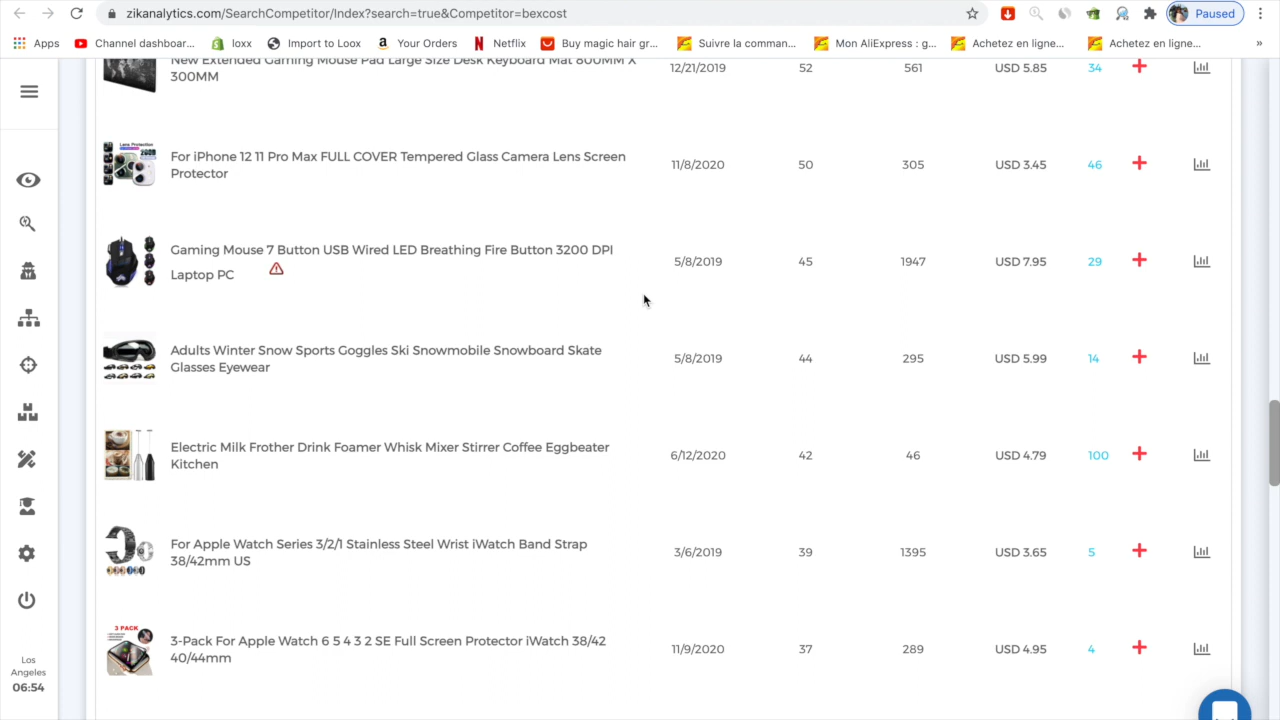 zikanalytics.com/SearchCompetitor/Index?search=true&Competitor=bexcost
Paused
Apps
Channel dashboar...
loxx
Import to Loox
Your Orders
Netflix
Buy magic hair gr...
Suivre la comman...
Mon AliExpress : g...
Achetez en ligne...
Achetez en ligne...
»
New Extended Gaming Mouse Pad Large Size Desk Keyboard Mat 800MM X
300MM
12/21/2019
52
561
USD 5.85
34
For iPhone 12 11 Pro Max FULL COVER Tempered Glass Camera Lens Screen
Protector
11/8/2020
50
305
USD 3.45
46
Gaming Mouse 7 Button USB Wired LED Breathing Fire Button 3200 DPI
Laptop PC
5/8/2019
45
1947
USD 7.95
29
Adults Winter Snow Sports Goggles Ski Snowmobile Snowboard Skate
Glasses Eyewear
5/8/2019
44
295
USD 5.99
14
Electric Milk Frother Drink Foamer Whisk Mixer Stirrer Coffee Eggbeater
Kitchen
6/12/2020
42
46
USD 4.79
100
For Apple Watch Series 3/2/1 Stainless Steel Wrist iWatch Band Strap
38/42mm US
3/6/2019
39
1395
USD 3.65
5
3 PACK
3-Pack For Apple Watch 6 5 4 3 2 SE Full Screen Protector iWatch 38/42
40/44mm
11/9/2020
37
289
USD 4.95
4
Los
Angeles
06:54